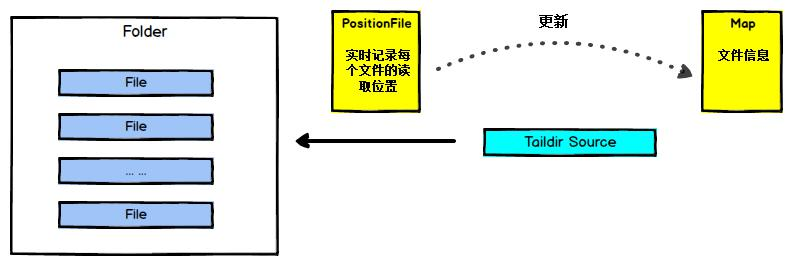 Folder
File
File
... ...
File
PositionFile
实时记录每
个文件的读
取位置
更新
Map
文件信息
Taildir Source